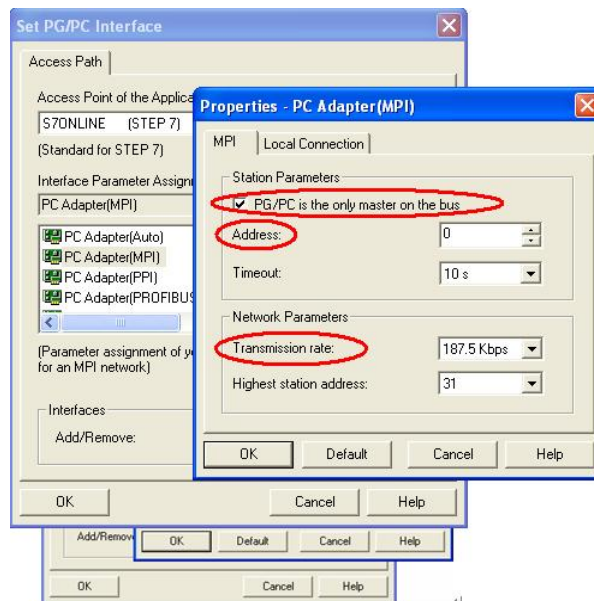 Set PG/PC Interface
Access Path
Access Point of the Applica
S7ONLINE (STEP 7)
(Standard for STEP 7)
Interface Parameter Assignr
PC Adapter(MPI)
PC Adapter(Auto)
PC Adapter(MPI)
PC Adapter(PPI)
PC Adapter(PROFIBUS
(Parameter assignment of y
for an MPI network)
Interfaces
Add/Remove:
OK
Cancel
Help
Properties - PC Adapter(MPI)
MPI
Local Connection
Station Parameters
PG/PC is the only master on the bus
Address:
0
Timeout:
10 s
Network Parameters
Transmission rate:
187.5 Kbps
Highest station address:
31
OK
Default
Cancel
Help
Add/Remov
OK
Default
Cancel
Help
OK
Cancel
Help